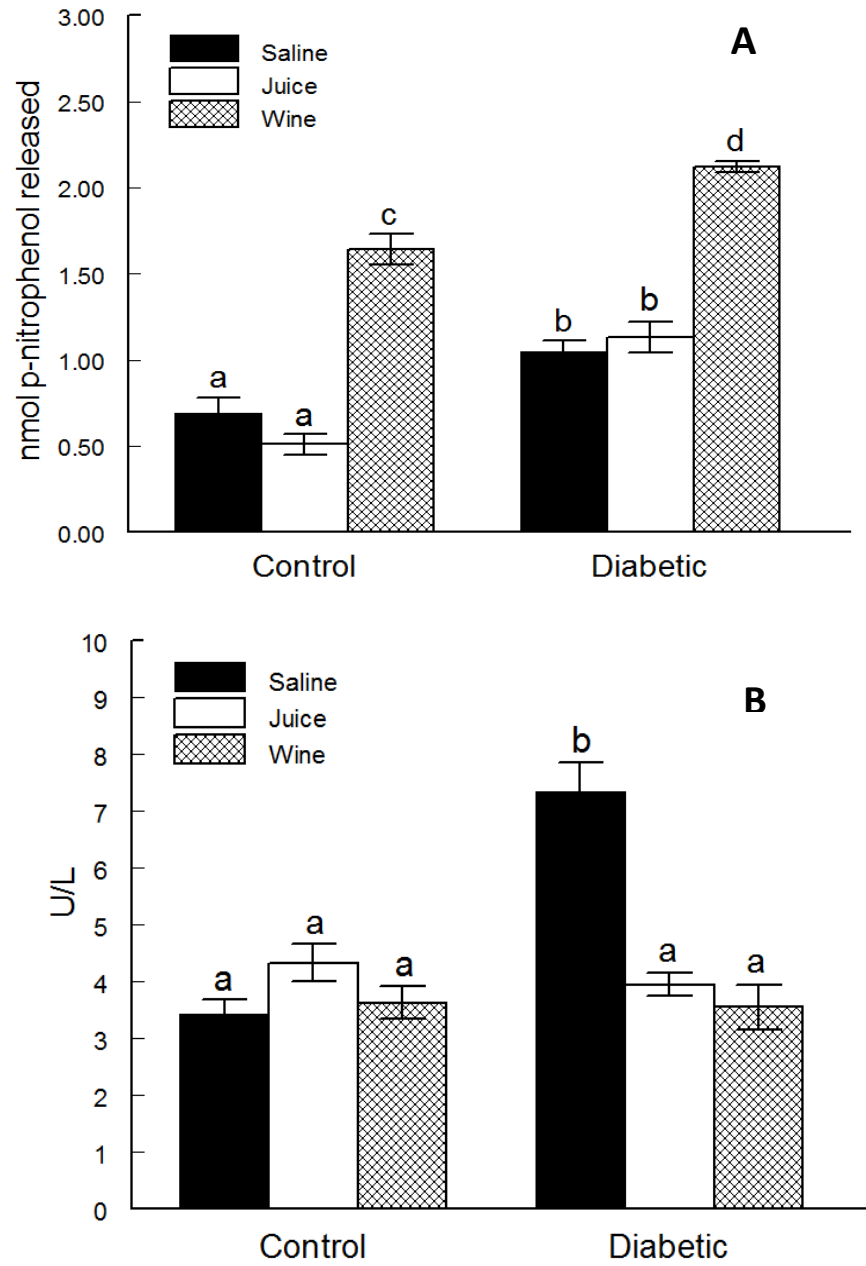 3.00
A
Saline
2.50
Juice
Wine
d
2.00
c
1.50
b
b
1.00
a
a
0.50
0.00
nmol p-nitrophenol released
Control
Diabetic
10
Saline
9
Juice
B
Wine
b
8
7
6
a
5
a
a
a
a
4
3
2
1
0
U/L
Control
Diabetic